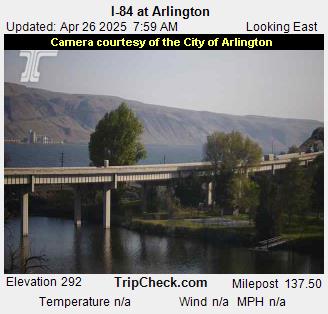 I-84 at Arlington
Updated: Apr 26 2025 7:59 AM Looking East
Camera courtesy of the City of Arlington
Elevation 292 TripCheck.com Milepost 137.50
Temperature n/a Wind n/a MPH n/a